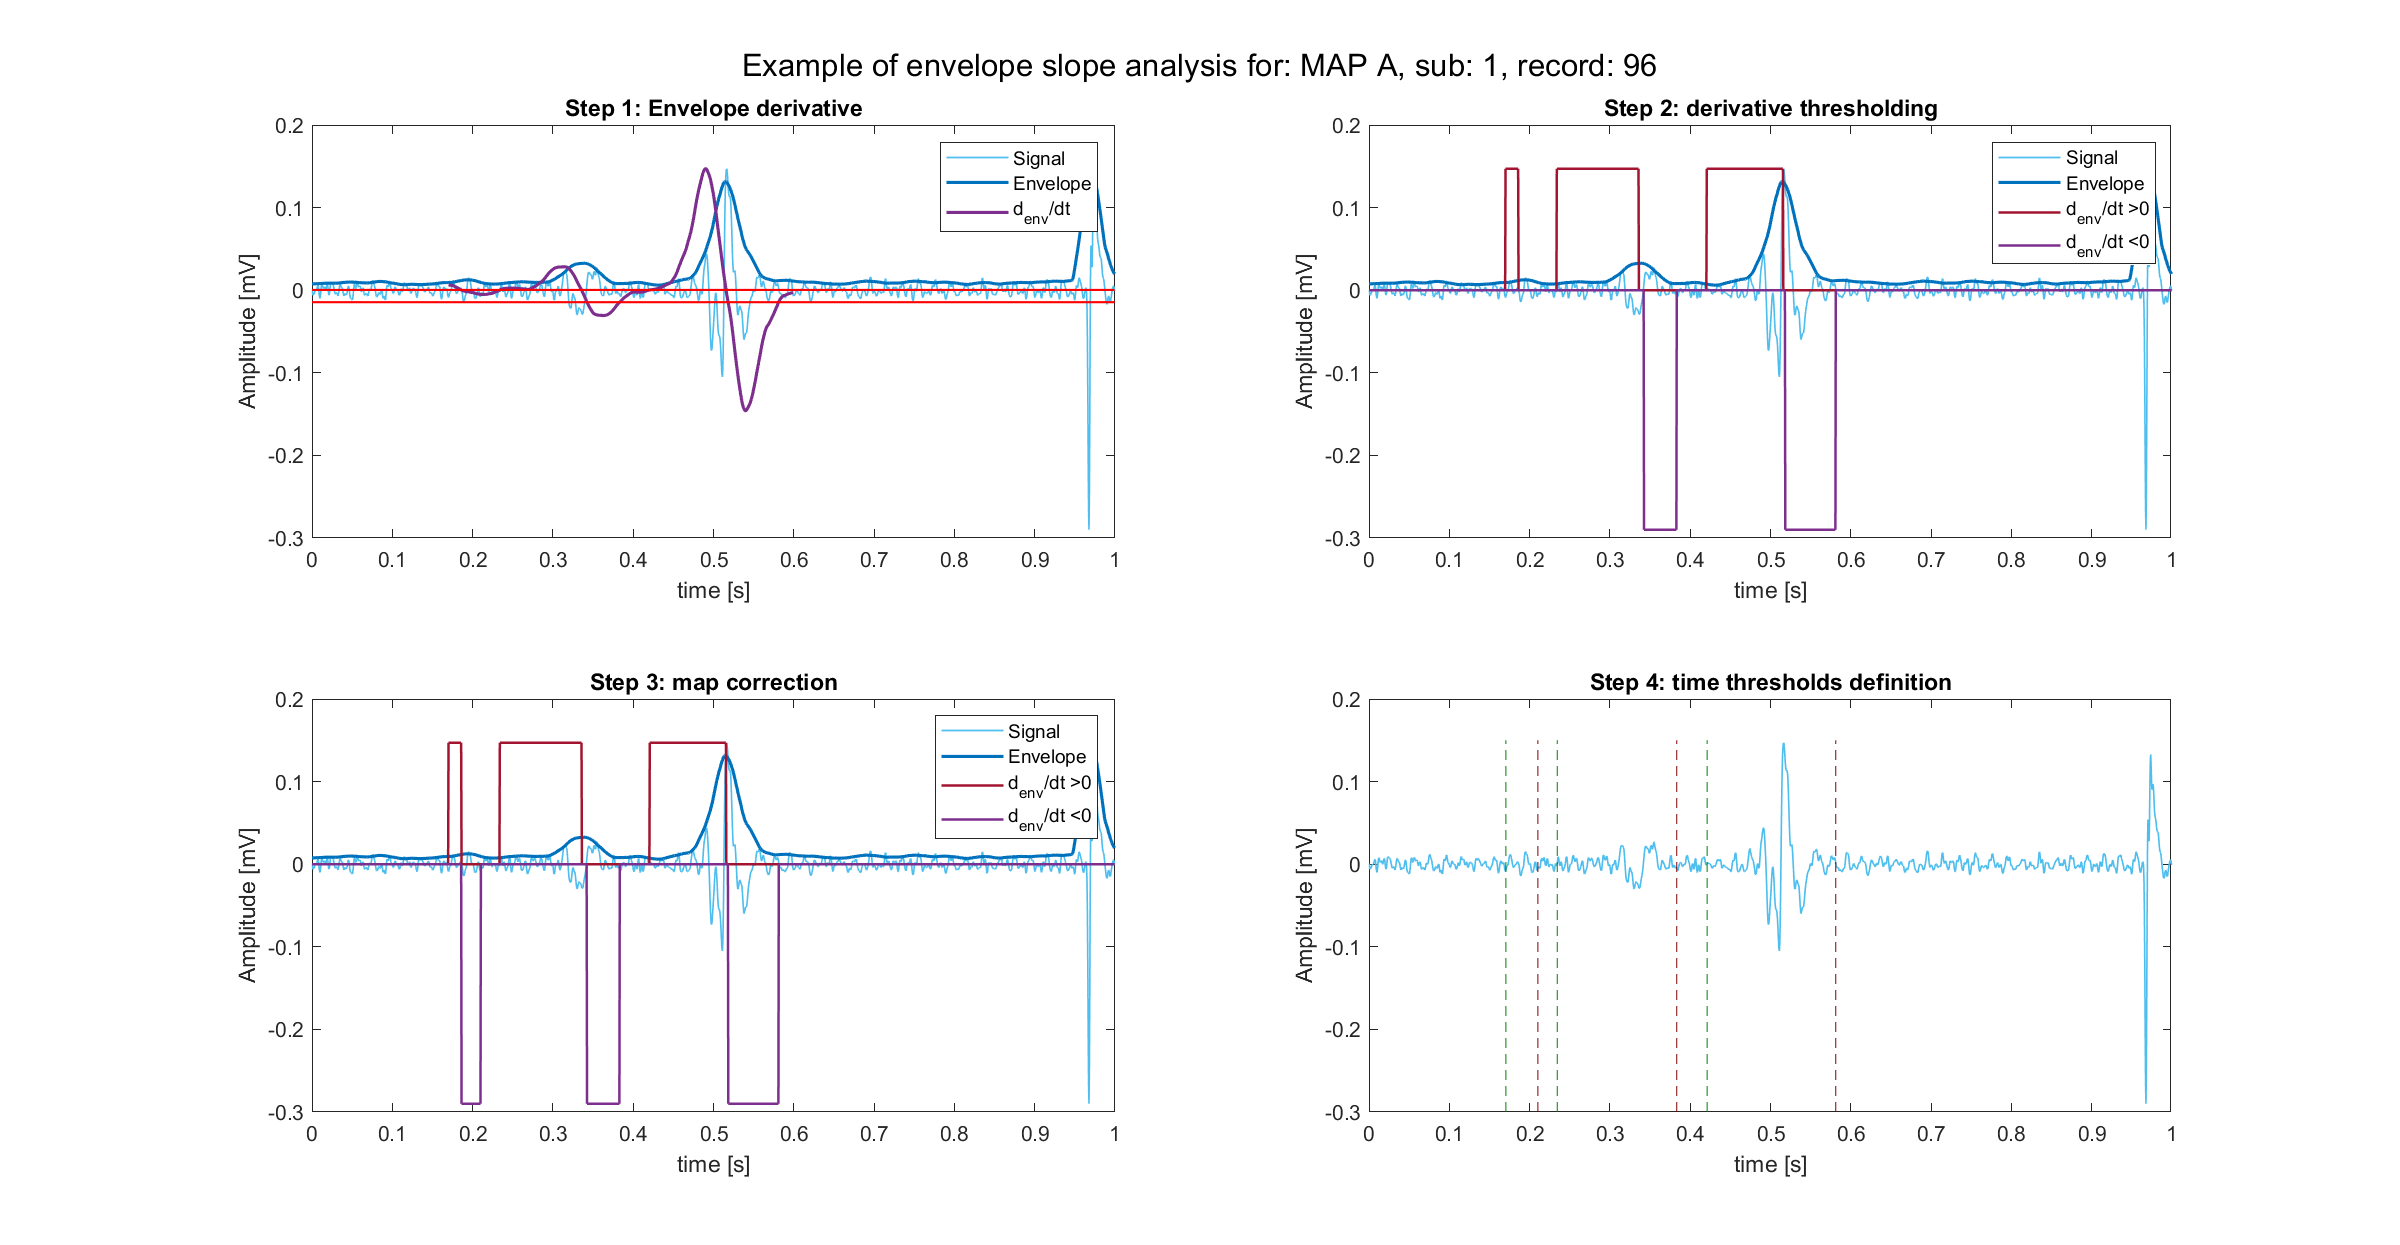 Example of envelope slope analysis for: MAP A, sub: 1, record: 96
Step 1: Envelope derivative
0.2
0.1
0
-0.1
-0.2
-0.3
Amplitude [mV]
0 0.1 0.2 0.3 0.4 0.5 0.6 0.7 0.8 0.9 1
time [s]
Signal
Envelope
d_env/dt
Step 2: derivative thresholding
0.2
0.1
0
-0.1
-0.2
-0.3
Amplitude [mV]
0 0.1 0.2 0.3 0.4 0.5 0.6 0.7 0.8 0.9 1
time [s]
Signal
Envelope
d_env/dt >0
d_env/dt <0
Step 3: map correction
0.2
0.1
0
-0.1
-0.2
-0.3
Amplitude [mV]
0 0.1 0.2 0.3 0.4 0.5 0.6 0.7 0.8 0.9 1
time [s]
Signal
Envelope
d_env/dt >0
d_env/dt <0
Step 4: time thresholds definition
0.2
0.1
0
-0.1
-0.2
-0.3
Amplitude [mV]
0 0.1 0.2 0.3 0.4 0.5 0.6 0.7 0.8 0.9 1
time [s]